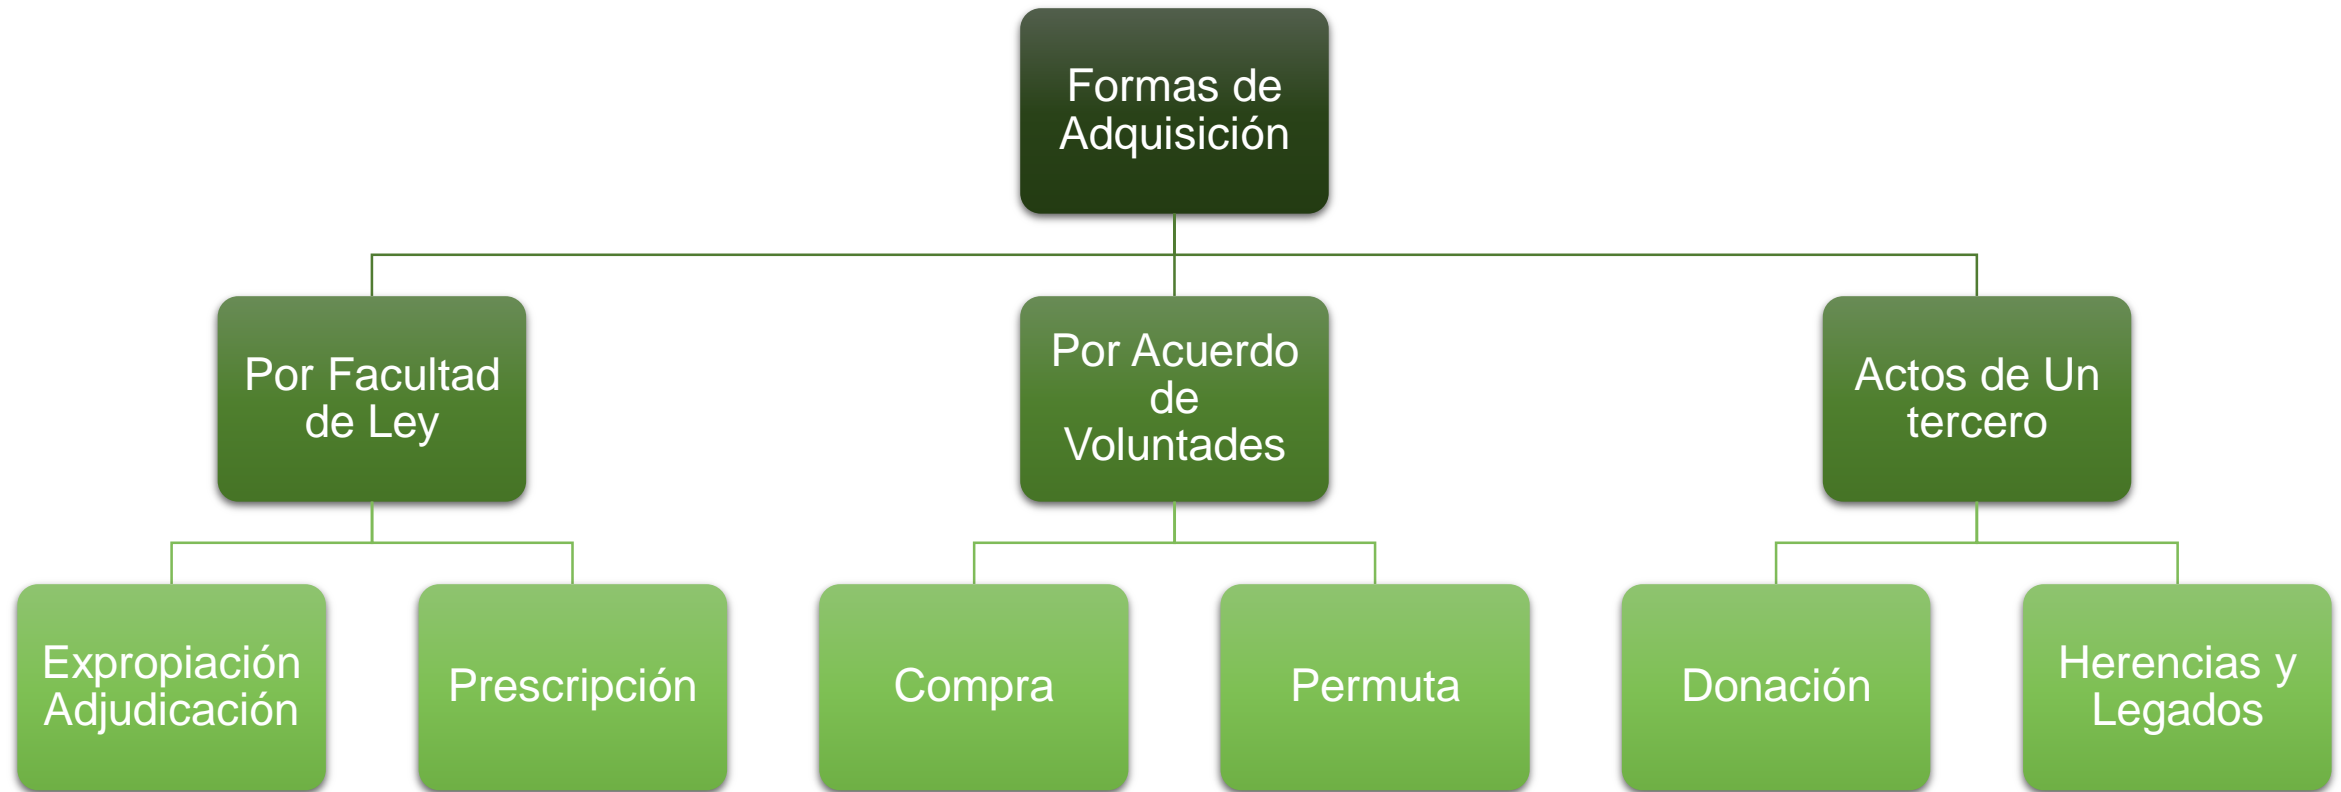 Formas de
Adquisición
Por Facultad
de Ley
Por Acuerdo
de
Voluntades
Actos de Un
tercero
Expropiación
Adjudicación
Prescripción
Compra
Permuta
Donación
Herencias y
Legados